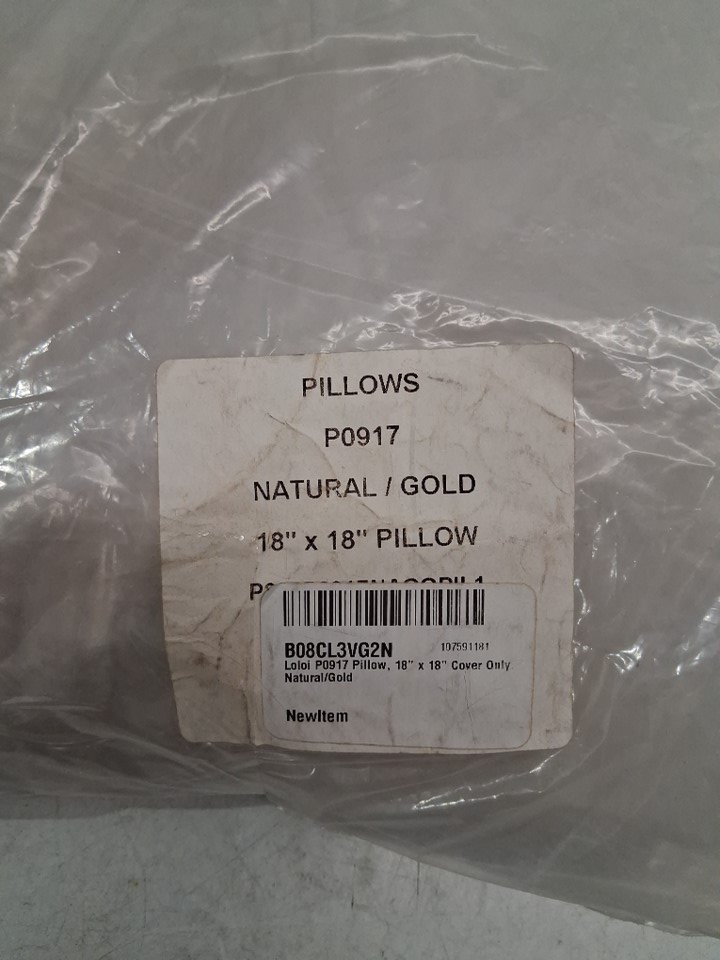 PILLOWS
P0917
NATURAL / GOLD
18" x 18" PILLOW
B08CL3VG2N 107591181
Loloi P0917 Pillow, 18" x 18" Cover Only
Natural/Gold
NewItem